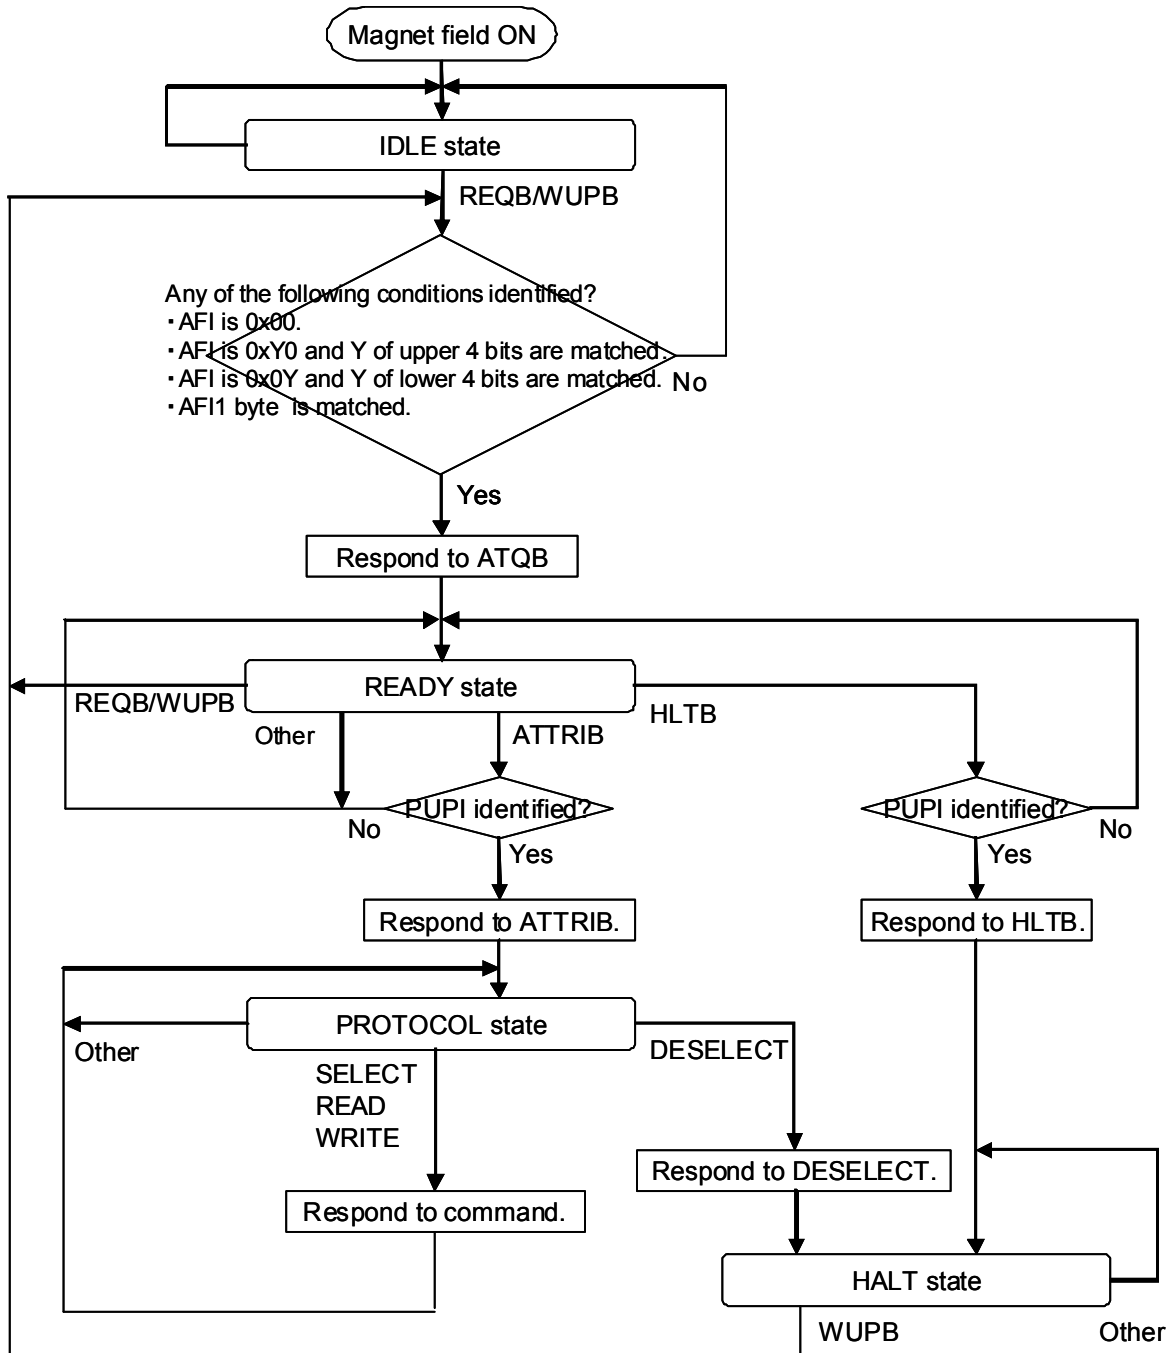 Magnet field ON
IDLE state
REQB/WUPB
Any of the following conditions identified?
・AFI is 0x00.
・AFI is 0xY0 and Y of upper 4 bits are matched.
・AFI is 0x0Y and Y of lower 4 bits are matched.
No
・AFI1 byte is matched.
Yes
Respond to ATQB
READY state
REQB/WUPB
HLTB
Other
ATTRIB
PUPI identified?
PUPI identified?
No
No
Yes
Yes
Respond to ATTRIB.
Respond to HLTB.
PROTOCOL state
Other
DESELECT
SELECT
READ
WRITE
Respond to DESELECT.
Respond to command.
HALT state
WUPB
Other